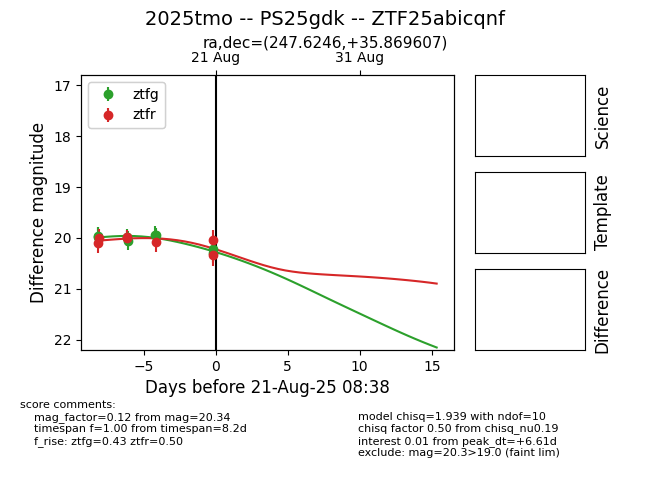 2025tmo -- PS25gdk -- ZTF25abicqnf
ra,dec=(247.6246,+35.869607)
21 Aug
31 Aug
ztfg
ztfr
17
18
19
20
21
22
Difference magnitude
−5
0
5
10
15
Days before 21-Aug-25 08:38
Science
Template
Difference
score comments:
mag_factor=0.12 from mag=20.34
timespan f=1.00 from timespan=8.2d
f_rise: ztfg=0.43 ztfr=0.50
model chisq=1.939 with ndof=10
chisq factor 0.50 from chisq_nu0.19
interest 0.01 from peak_dt=+6.61d
exclude: mag=20.3>19.0 (faint lim)